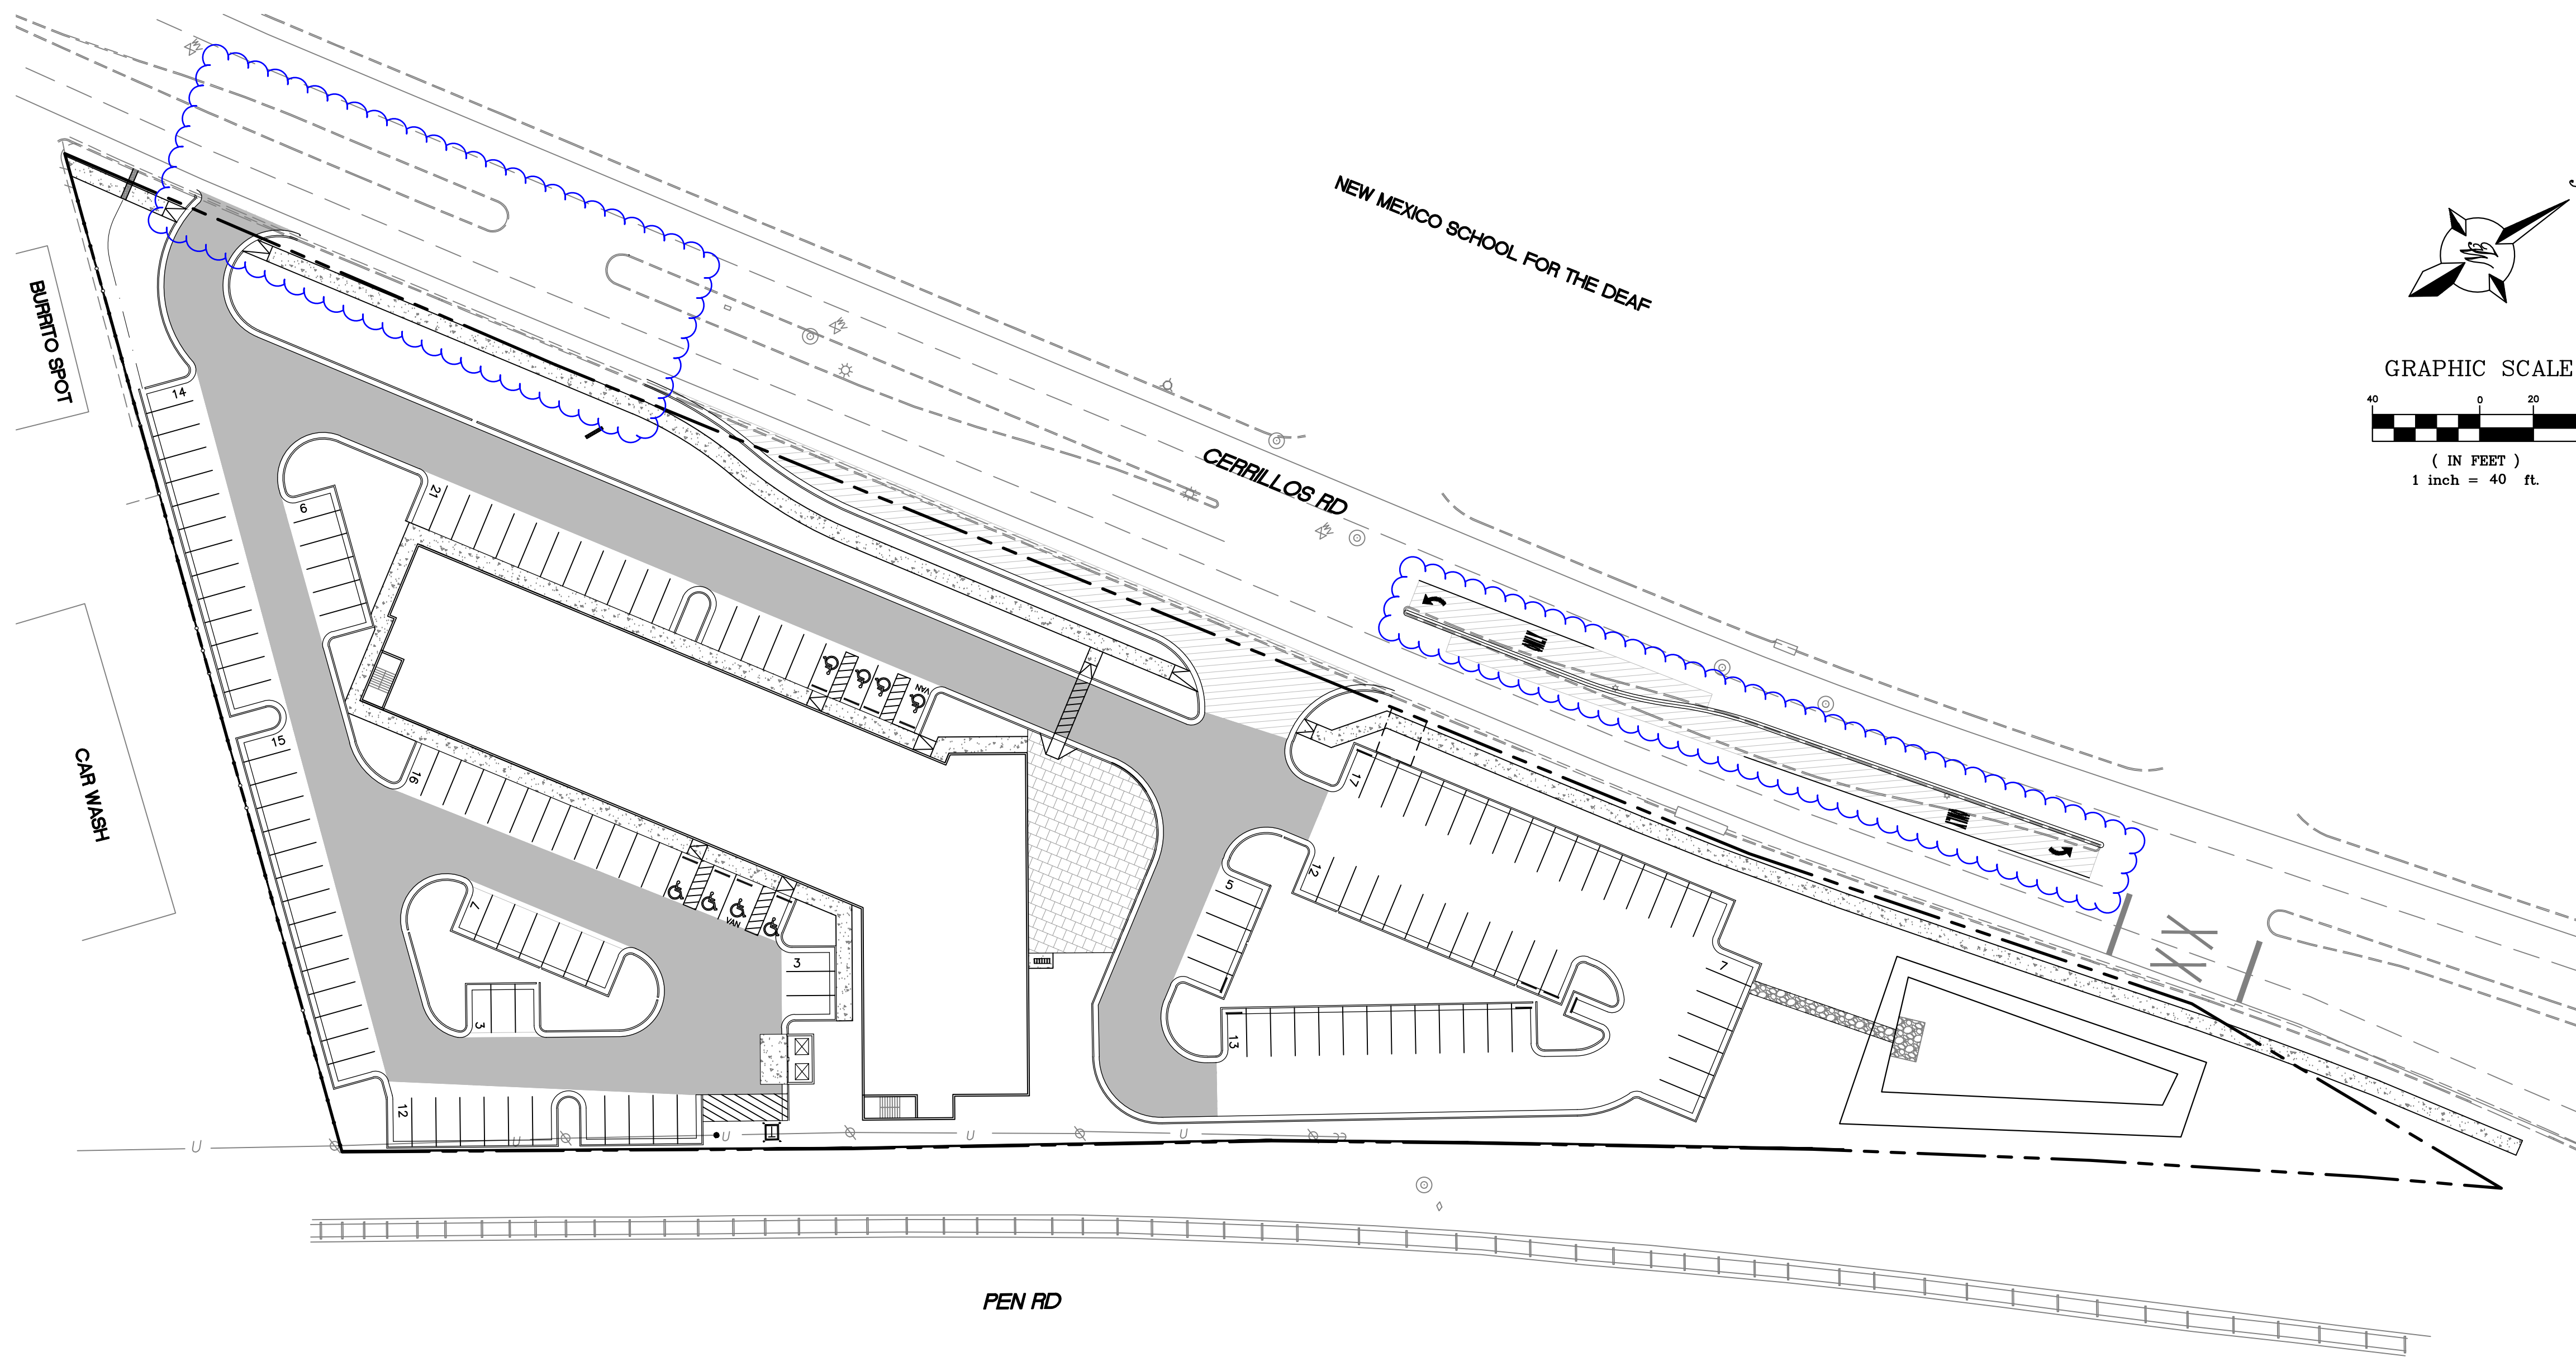 NEW MEXICO SCHOOL FOR THE DEAF
BURRITO SPOT
GRAPHIC SCALE
40 0 20
( IN FEET )
1 inch = 40 ft.
14
CERRILLOS RD
21
6
VAN
15
CAR WASH
16
17
12
5
7
VAN
3
7
3
13
12
U
U
U
U
U
PEN RD